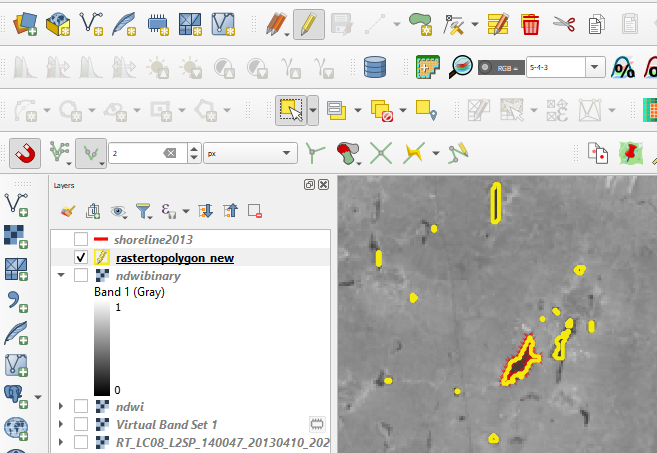 RGB =
5-4-3
2
px
Layers
shoreline2013
rastertopolygon_new
ndwibinary
Band 1 (Gray)
1
0
ndwi
Virtual Band Set 1
RT_LC08_L2SP_140047_20130410_202